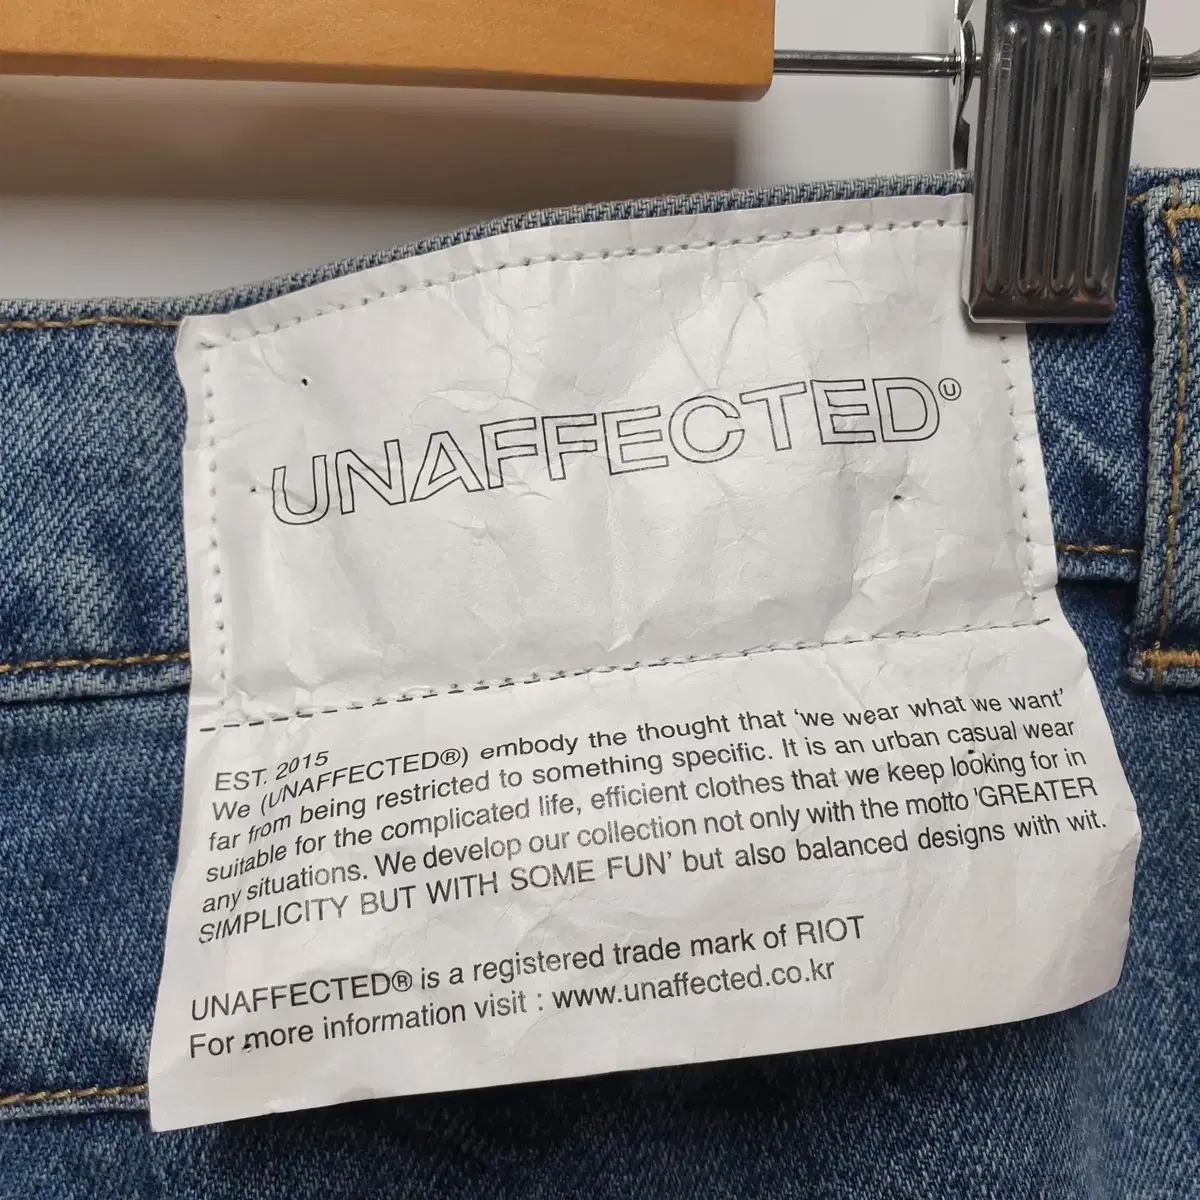 UNAFFECTED
U
EST. 2015
We (UNAFFECTED®) embody the thought that ‘we wear what we want’
far from being restricted to something specific. It is an urban casual wear
suitable for the complicated life, efficient clothes that we keep looking for in
any situations. We develop our collection not only with the motto 'GREATER
SIMPLICITY BUT WITH SOME FUN’ but also balanced designs with wit.
UNAFFECTED® is a registered trade mark of RIOT
For more information visit : www.unaffected.co.kr